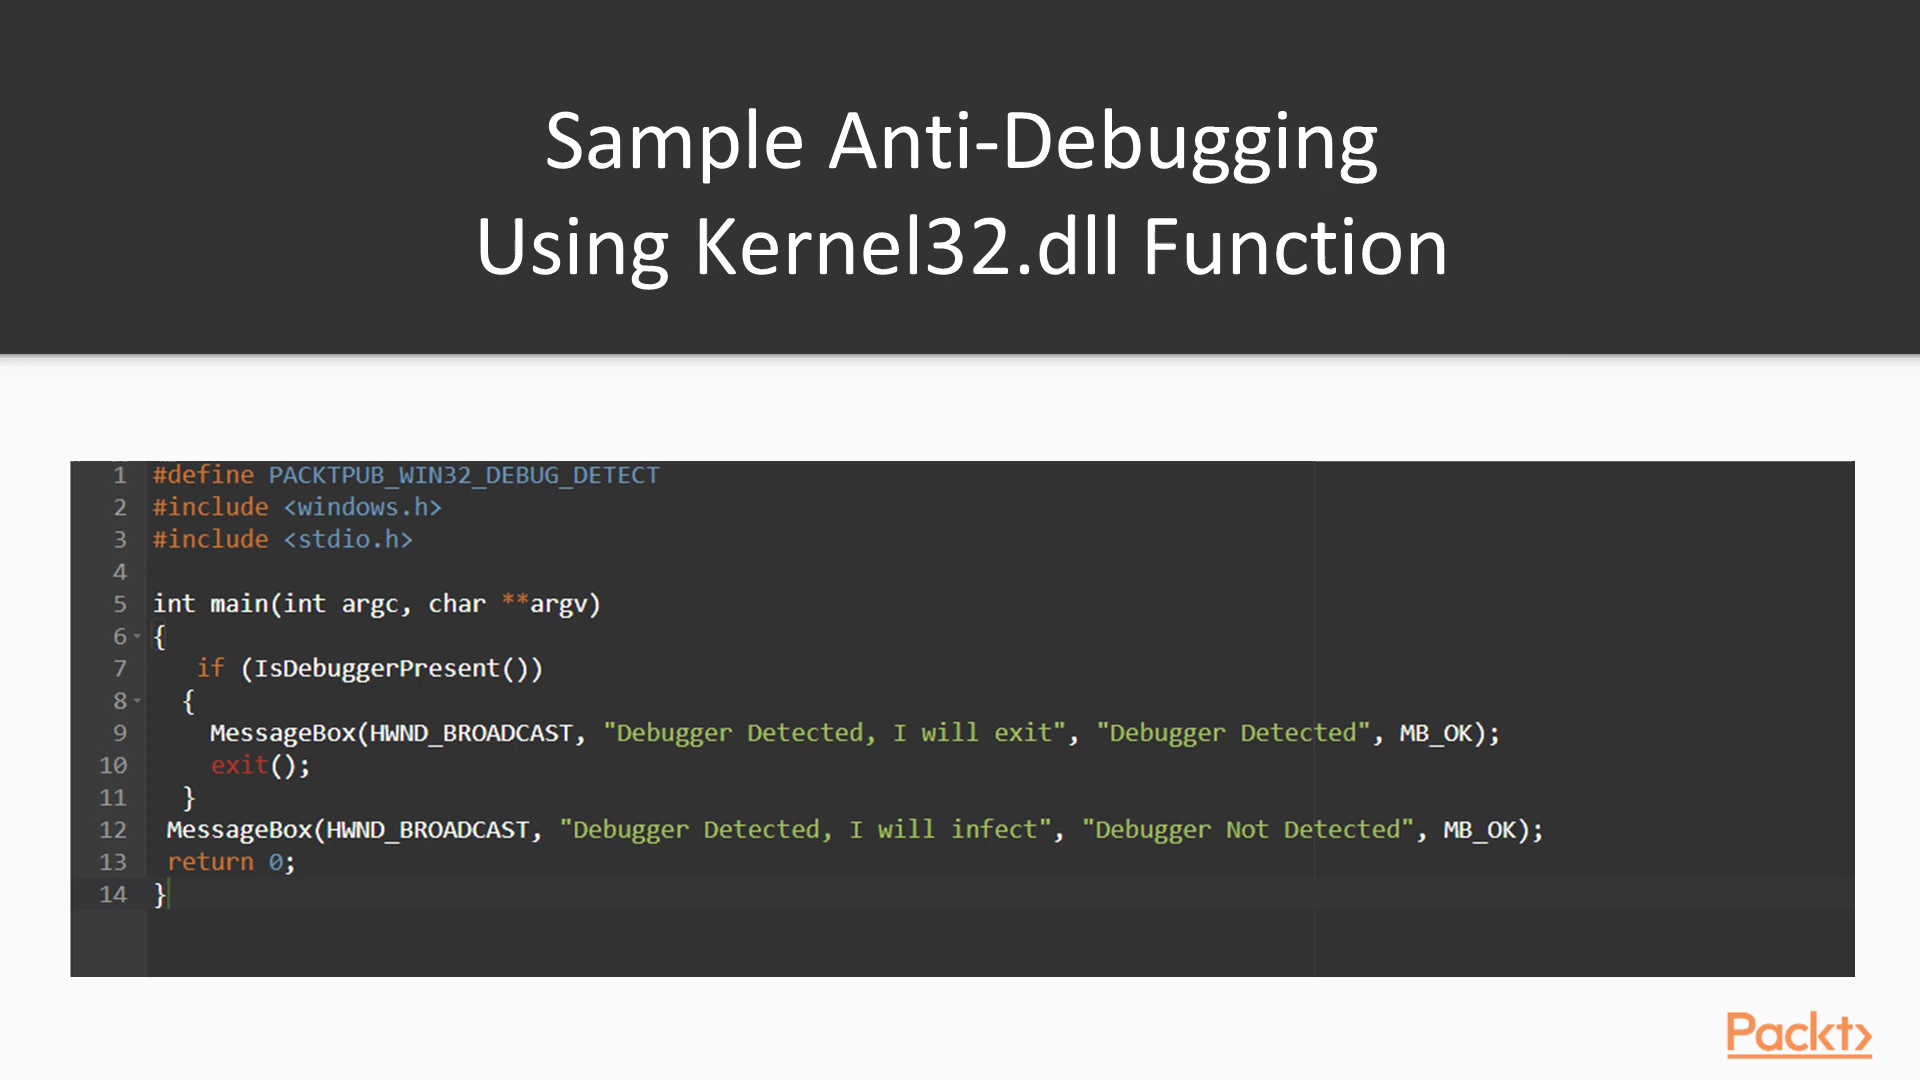 Sample Anti-Debugging
Using Kernel32.dll Function
1 #define PACKTPUB_WIN32_DEBUG_DETECT
2 #include <windows.h>
3 #include <stdio.h>
4
5 int main(int argc, char **argv)
6 {
7    if (IsDebuggerPresent())
8   {
9     MessageBox(HWND_BROADCAST, "Debugger Detected, I will exit", "Debugger Detected", MB_OK);
10     exit();
11   }
12  MessageBox(HWND_BROADCAST, "Debugger Detected, I will infect", "Debugger Not Detected", MB_OK);
13  return 0;
14 }
Packt>